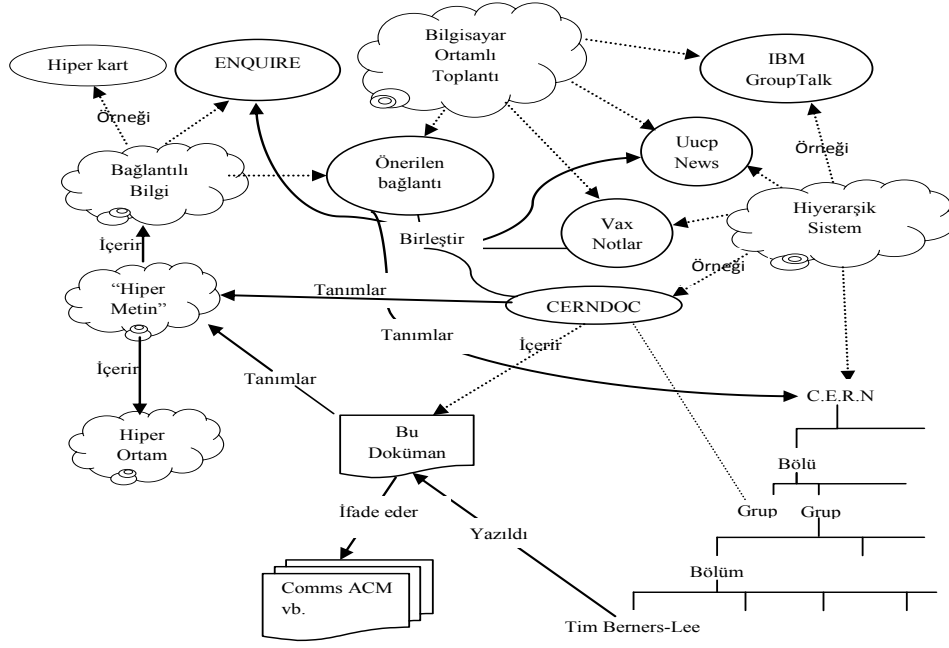 Bilgisayar
Ortamlı
Toplantı
Hiper kart
ENQUIRE
IBM
GroupTalk
Örneği
Uucp
News
Örneği
Bağlantılı
Bilgi
Önerilen
bağlantı
Vax
Notlar
Hiyerarşik
Sistem
İçerir
Birleştir
Örneği
“Hiper
Metin”
Tanımlar
CERNDOC
Tanımlar
İçerir
İçerir
Tanımlar
C.E.R.N
Hiper
Ortam
Bu
Doküman
Bölü
Grup
Grup
İfade eder
Yazıldı
Bölüm
Comms ACM
vb.
Tim Berners-Lee